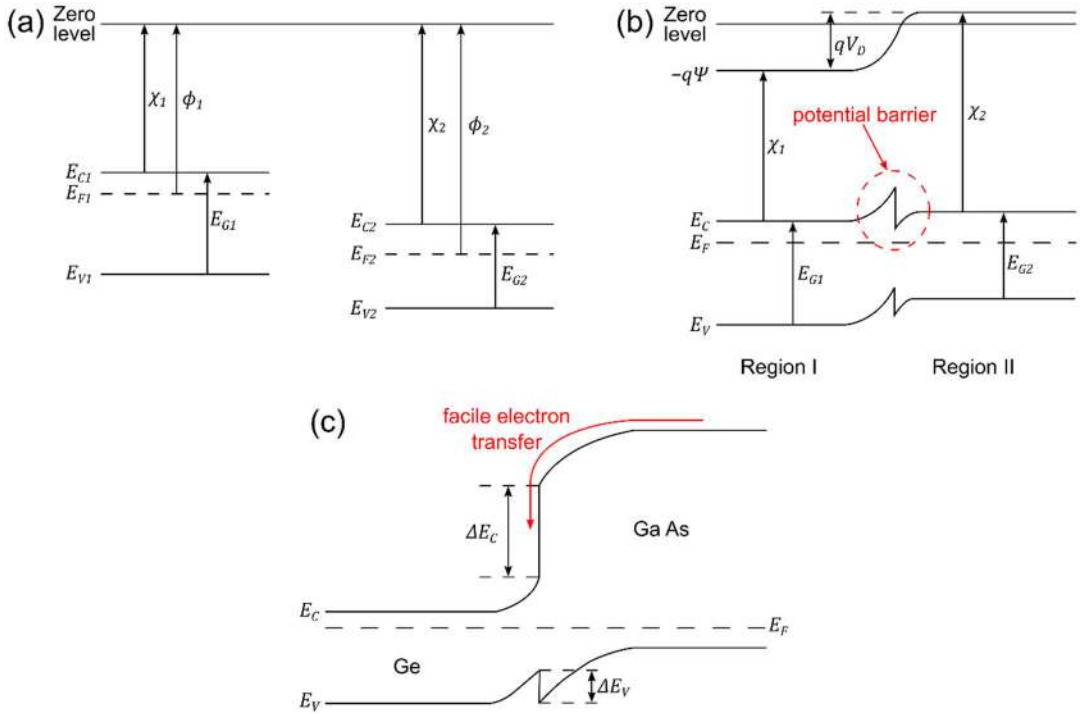 (a)
Zero
level
χ1
ϕ1
χ2
ϕ2
EC1
EF1
EG1
EV1
EC2
EF2
EG2
EV2
(b)
Zero
level
qVD
−qΨ
potential barrier
χ1
χ2
EC
EF
EG1
EG2
EV
Region I
Region II
(c)
facile electron
transfer
ΔEC
Ga As
EC
EF
Ge
EV
ΔEV